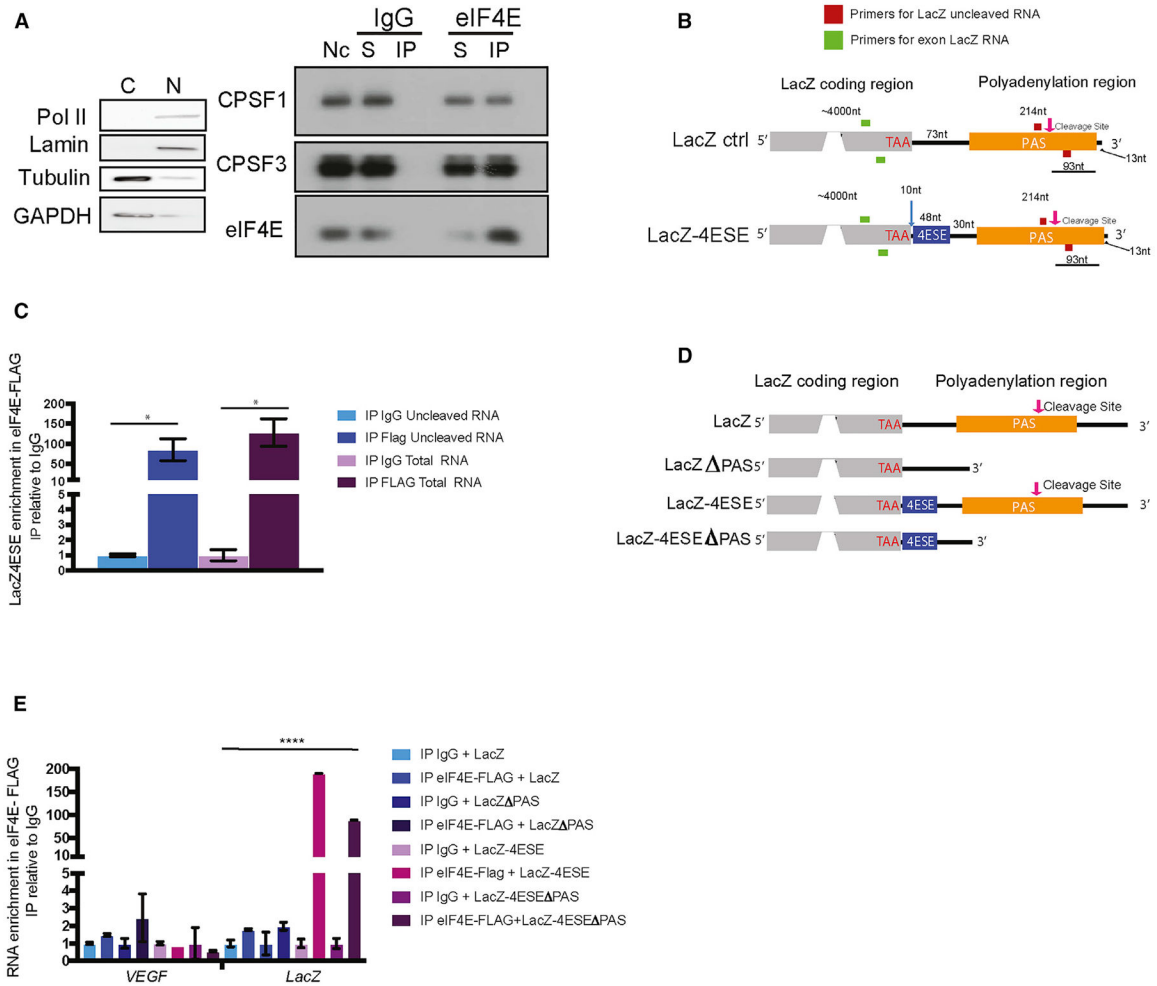 A
IgG
eIF4E
Nc
S
IP
S
IP
C
N
Pol II
Lamin
Tubulin
GAPDH
CPSF1
CPSF3
eIF4E
B
Primers for LacZ uncleaved RNA
Primers for exon LacZ RNA
LacZ coding region
Polyadenylation region
~4000nt
214nt
Cleavage Site
LacZ ctrl
5'
TAA
73nt
PAS
3'
13nt
93nt
~4000nt
10nt
214nt
48nt
30nt
Cleavage Site
LacZ-4ESE
5'
TAA
4ESE
PAS
3'
13nt
93nt
C
LacZ4ESE enrichment in eIF4E-FLAG
IP relative to IgG
200
150
100
50
10
5
4
3
2
1
0
*
*
IP IgG Uncleaved RNA
IP Flag Uncleaved RNA
IP IgG Total RNA
IP FLAG Total RNA
D
LacZ coding region
Polyadenylation region
Cleavage Site
LacZ 5'
TAA
PAS
3'
LacZ Δ PAS 5'
TAA
3'
Cleavage Site
LacZ-4ESE 5'
TAA
4ESE
PAS
3'
LacZ-4ESE Δ PAS 5'
TAA
4ESE
3'
E
RNA enrichment in eIF4E- FLAG
IP relative to IgG
200
150
100
50
10
5
4
3
2
1
0
****
VEGF
LacZ
IP IgG + LacZ
IP eIF4E-FLAG + LacZ
IP IgG + LacZΔPAS
IP eIF4E-FLAG + LacZΔPAS
IP IgG + LacZ-4ESE
IP eIF4E-Flag + LacZ-4ESE
IP IgG + LacZ-4ESEΔPAS
IP eIF4E-FLAG+LacZ-4ESEΔPAS